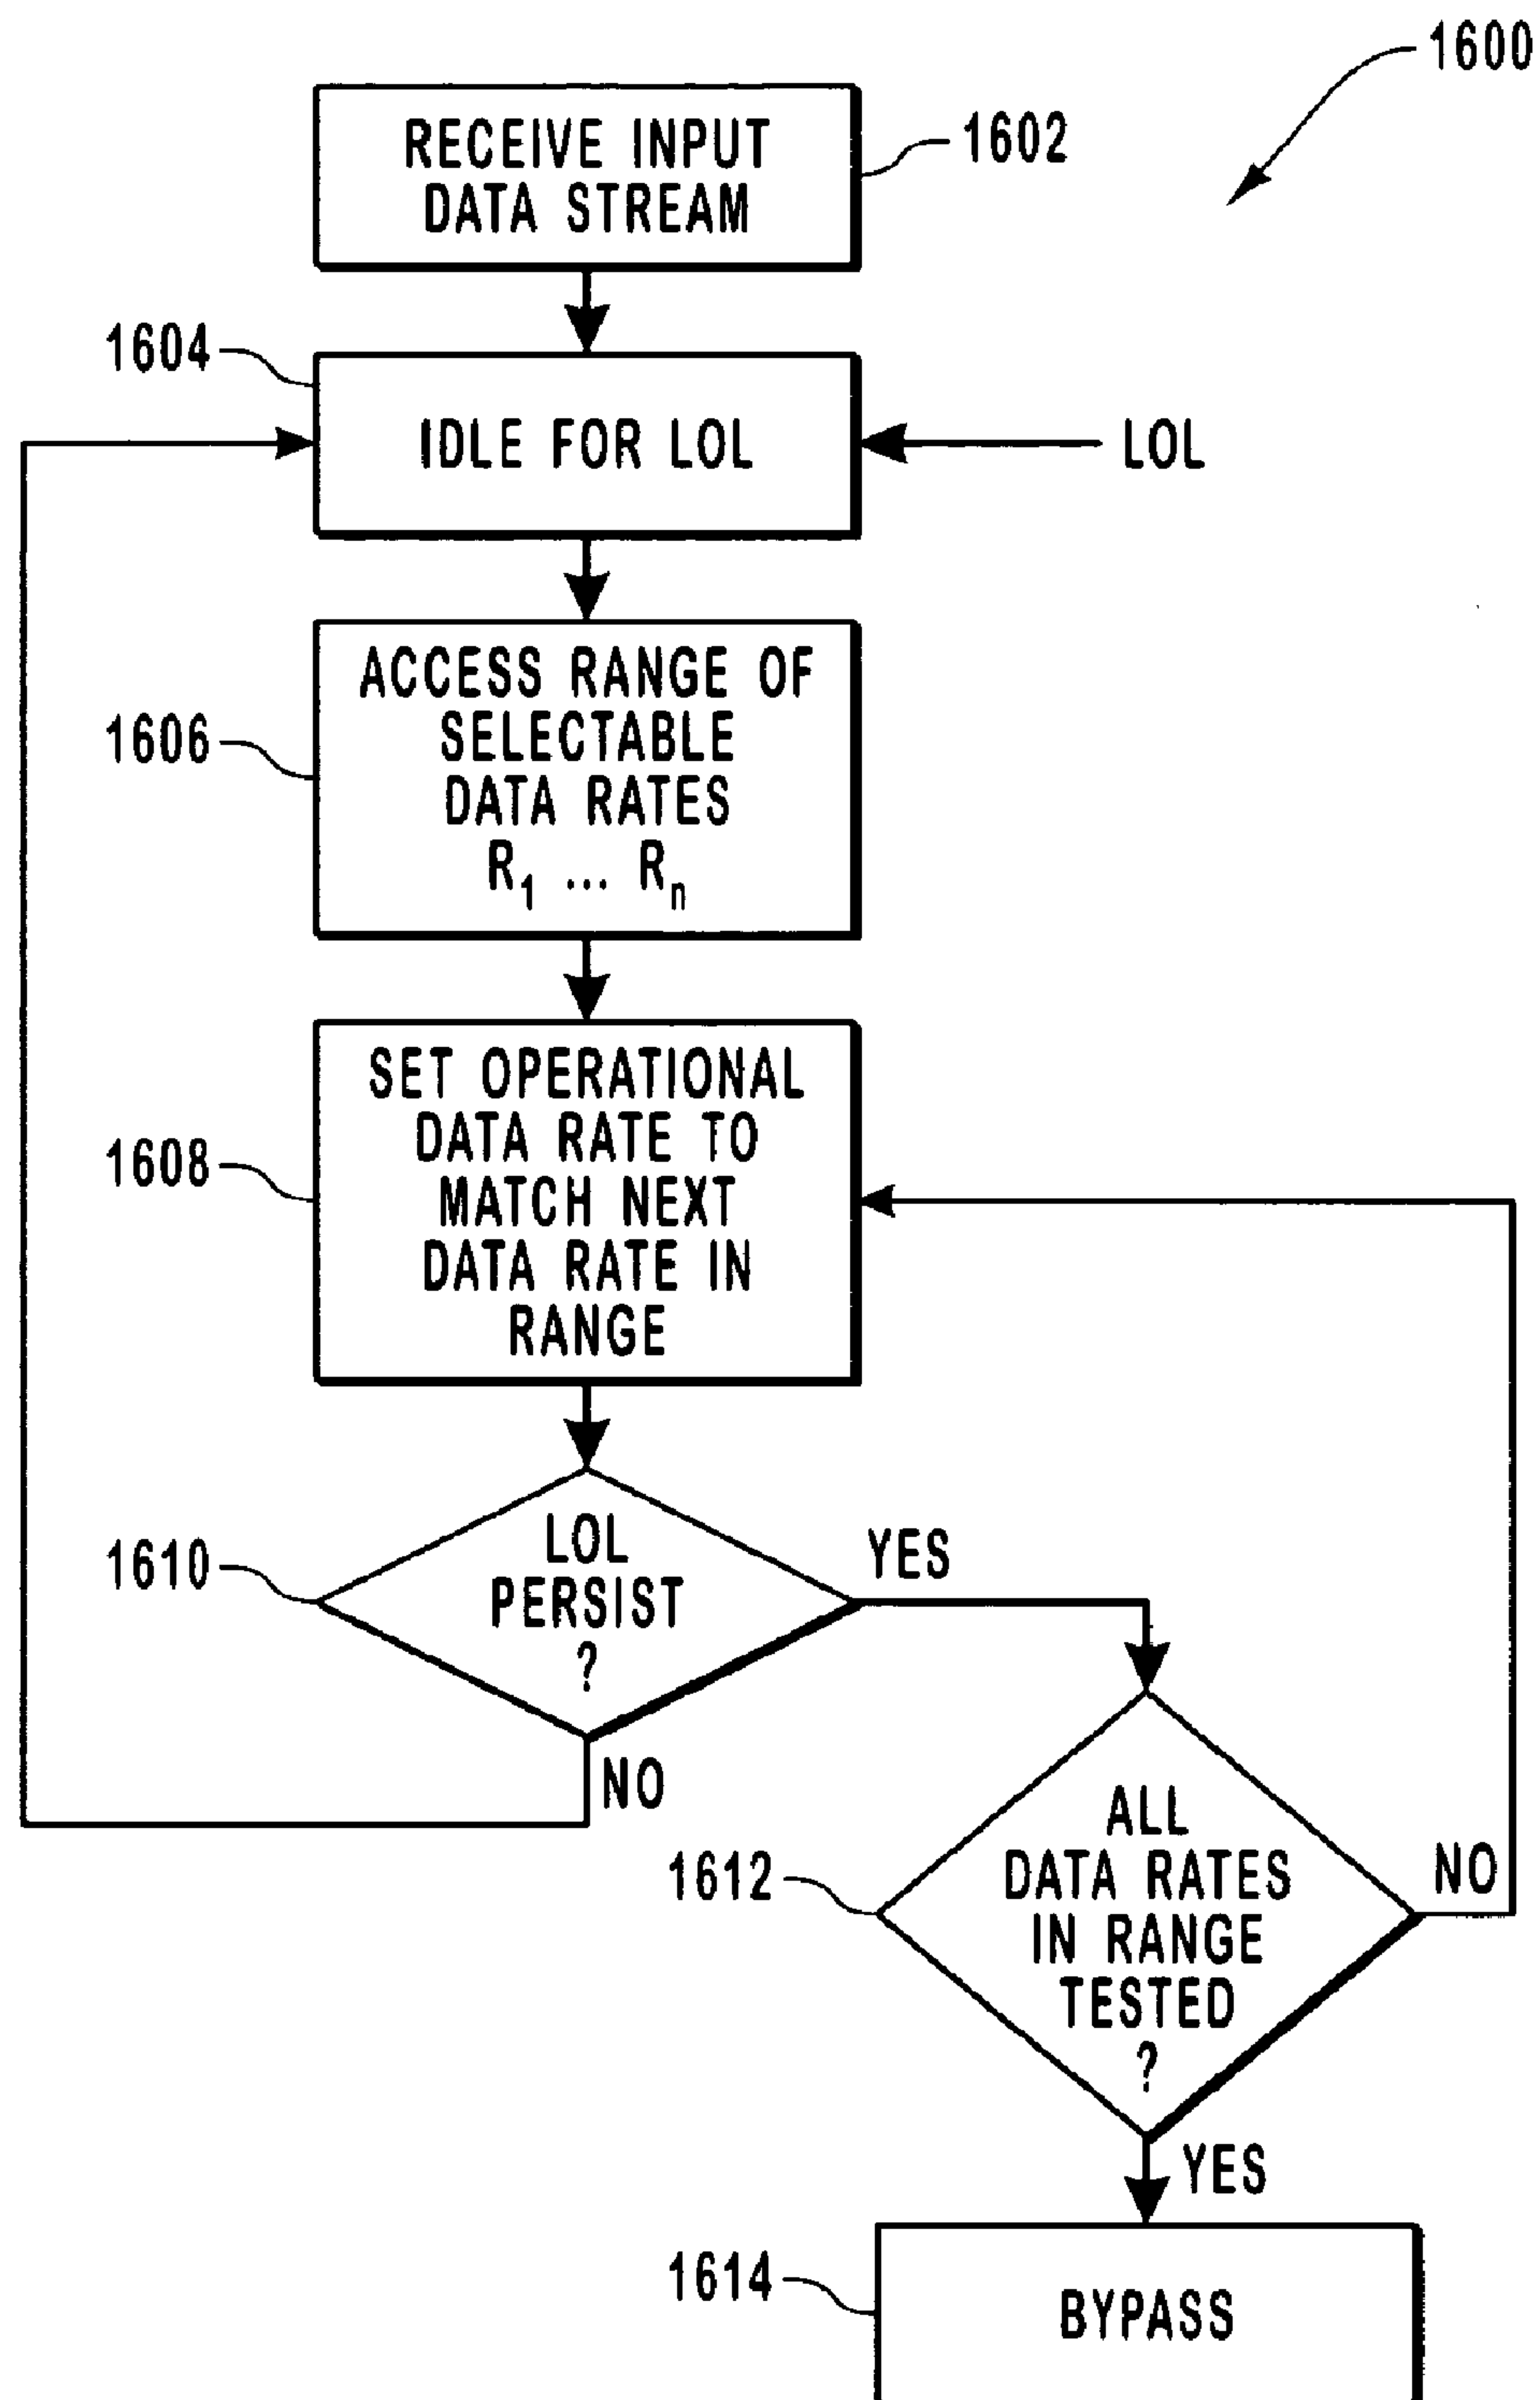 1600
RECEIVE INPUT
DATA STREAM
1602
1604
IDLE FOR LOL
LOL
ACCESS RANGE OF
SELECTABLE
DATA RATES
R1 ... Rn
1606
SET OPERATIONAL
DATA RATE TO
MATCH NEXT
DATA RATE IN
RANGE
1608
LOL
PERSIST
?
1610
YES
NO
ALL
DATA RATES
IN RANGE
TESTED
?
1612
NO
YES
1614
BYPASS